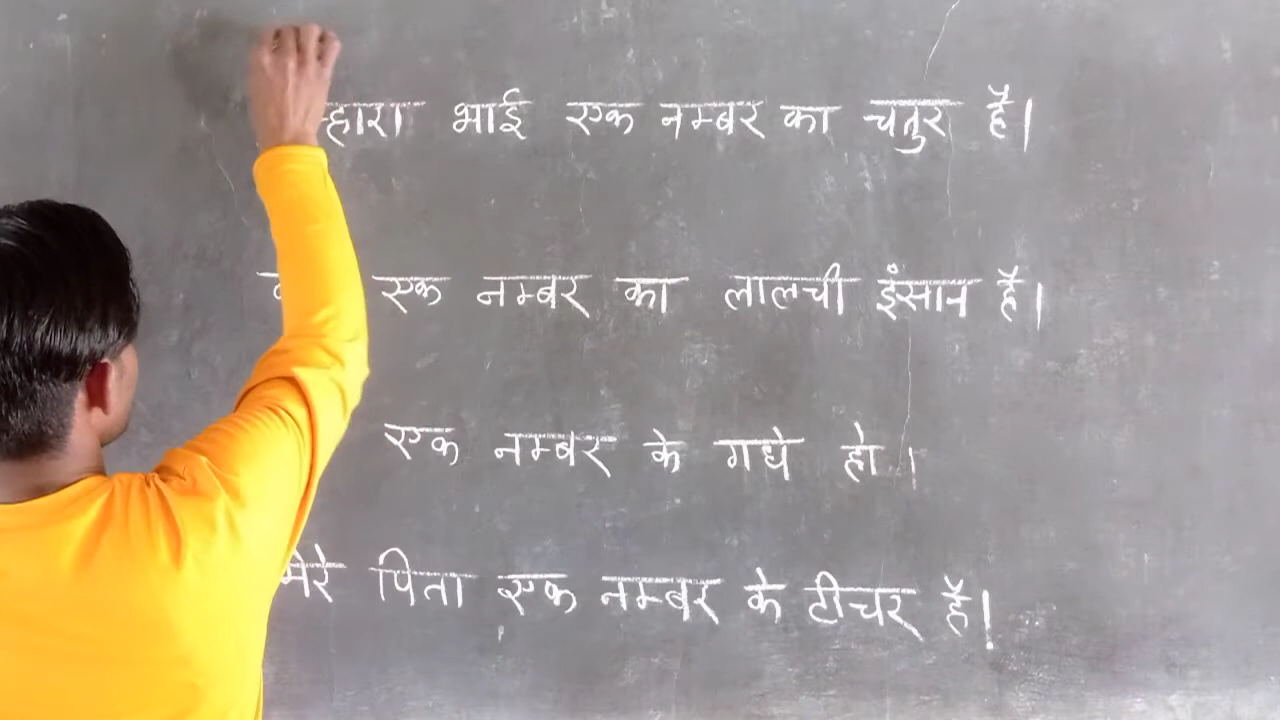 भाई एक नम्बर का चतुर है।
एक नम्बर का लालची इंसान है।
एक नम्बर के गधे हो।
मेरे पिता एक नम्बर के टीचर है।